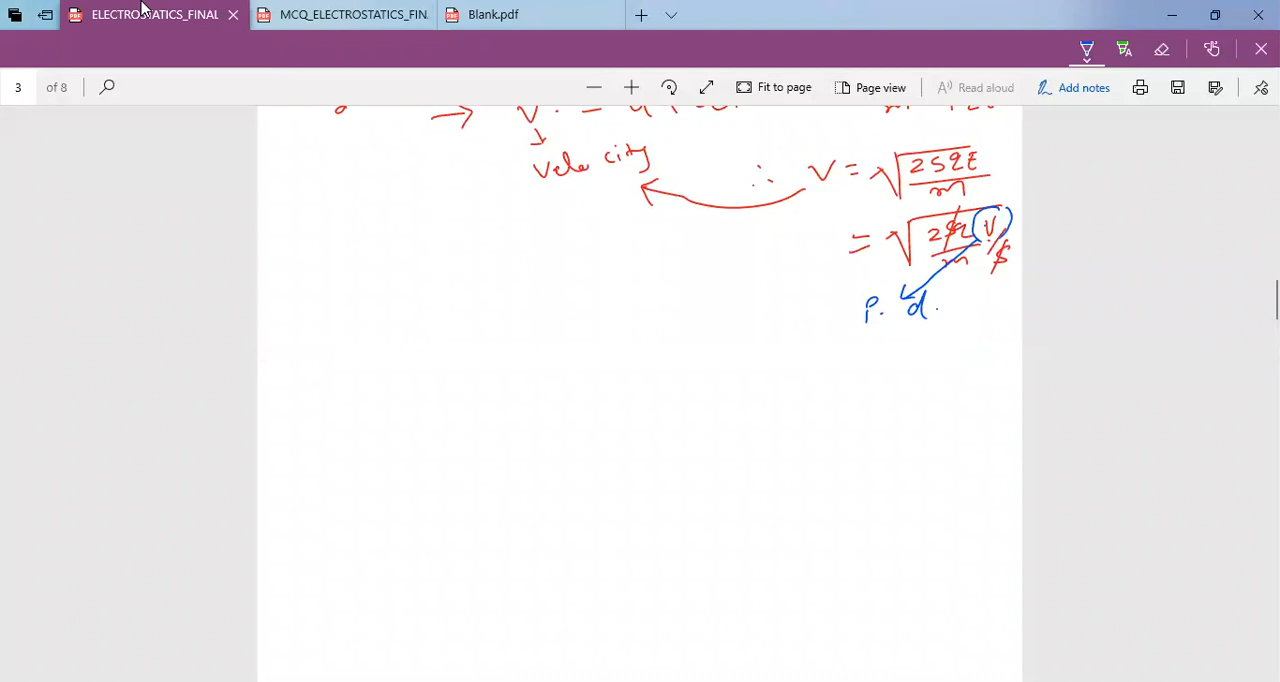 ELECTROSTATICS_FINAL
MCQ_ELECTROSTATICS_FIN.
Blank.pdf
3 of 8
Fit to page
Page view
Read aloud
Add notes
Velocity
∴ V = √(2SqE/m)
= √(2Sq/m V/S)
P. d.